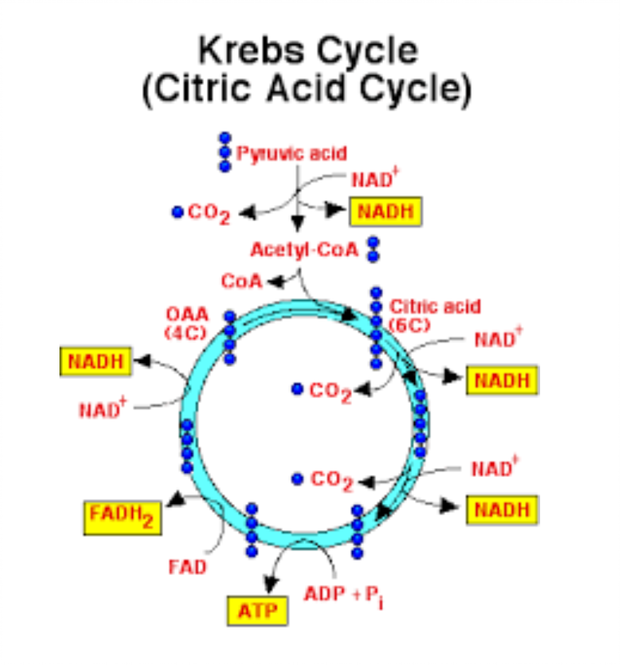 Krebs Cycle
(Citric Acid Cycle)
Pyruvic acid
NAD+
CO2
NADH
Acetyl-CoA
CoA
OAA
(4C)
Citric acid
(6C)
NAD+
NADH
NADH
CO2
NAD+
CO2
NAD+
NADH
FADH2
FAD
ADP + Pi
ATP